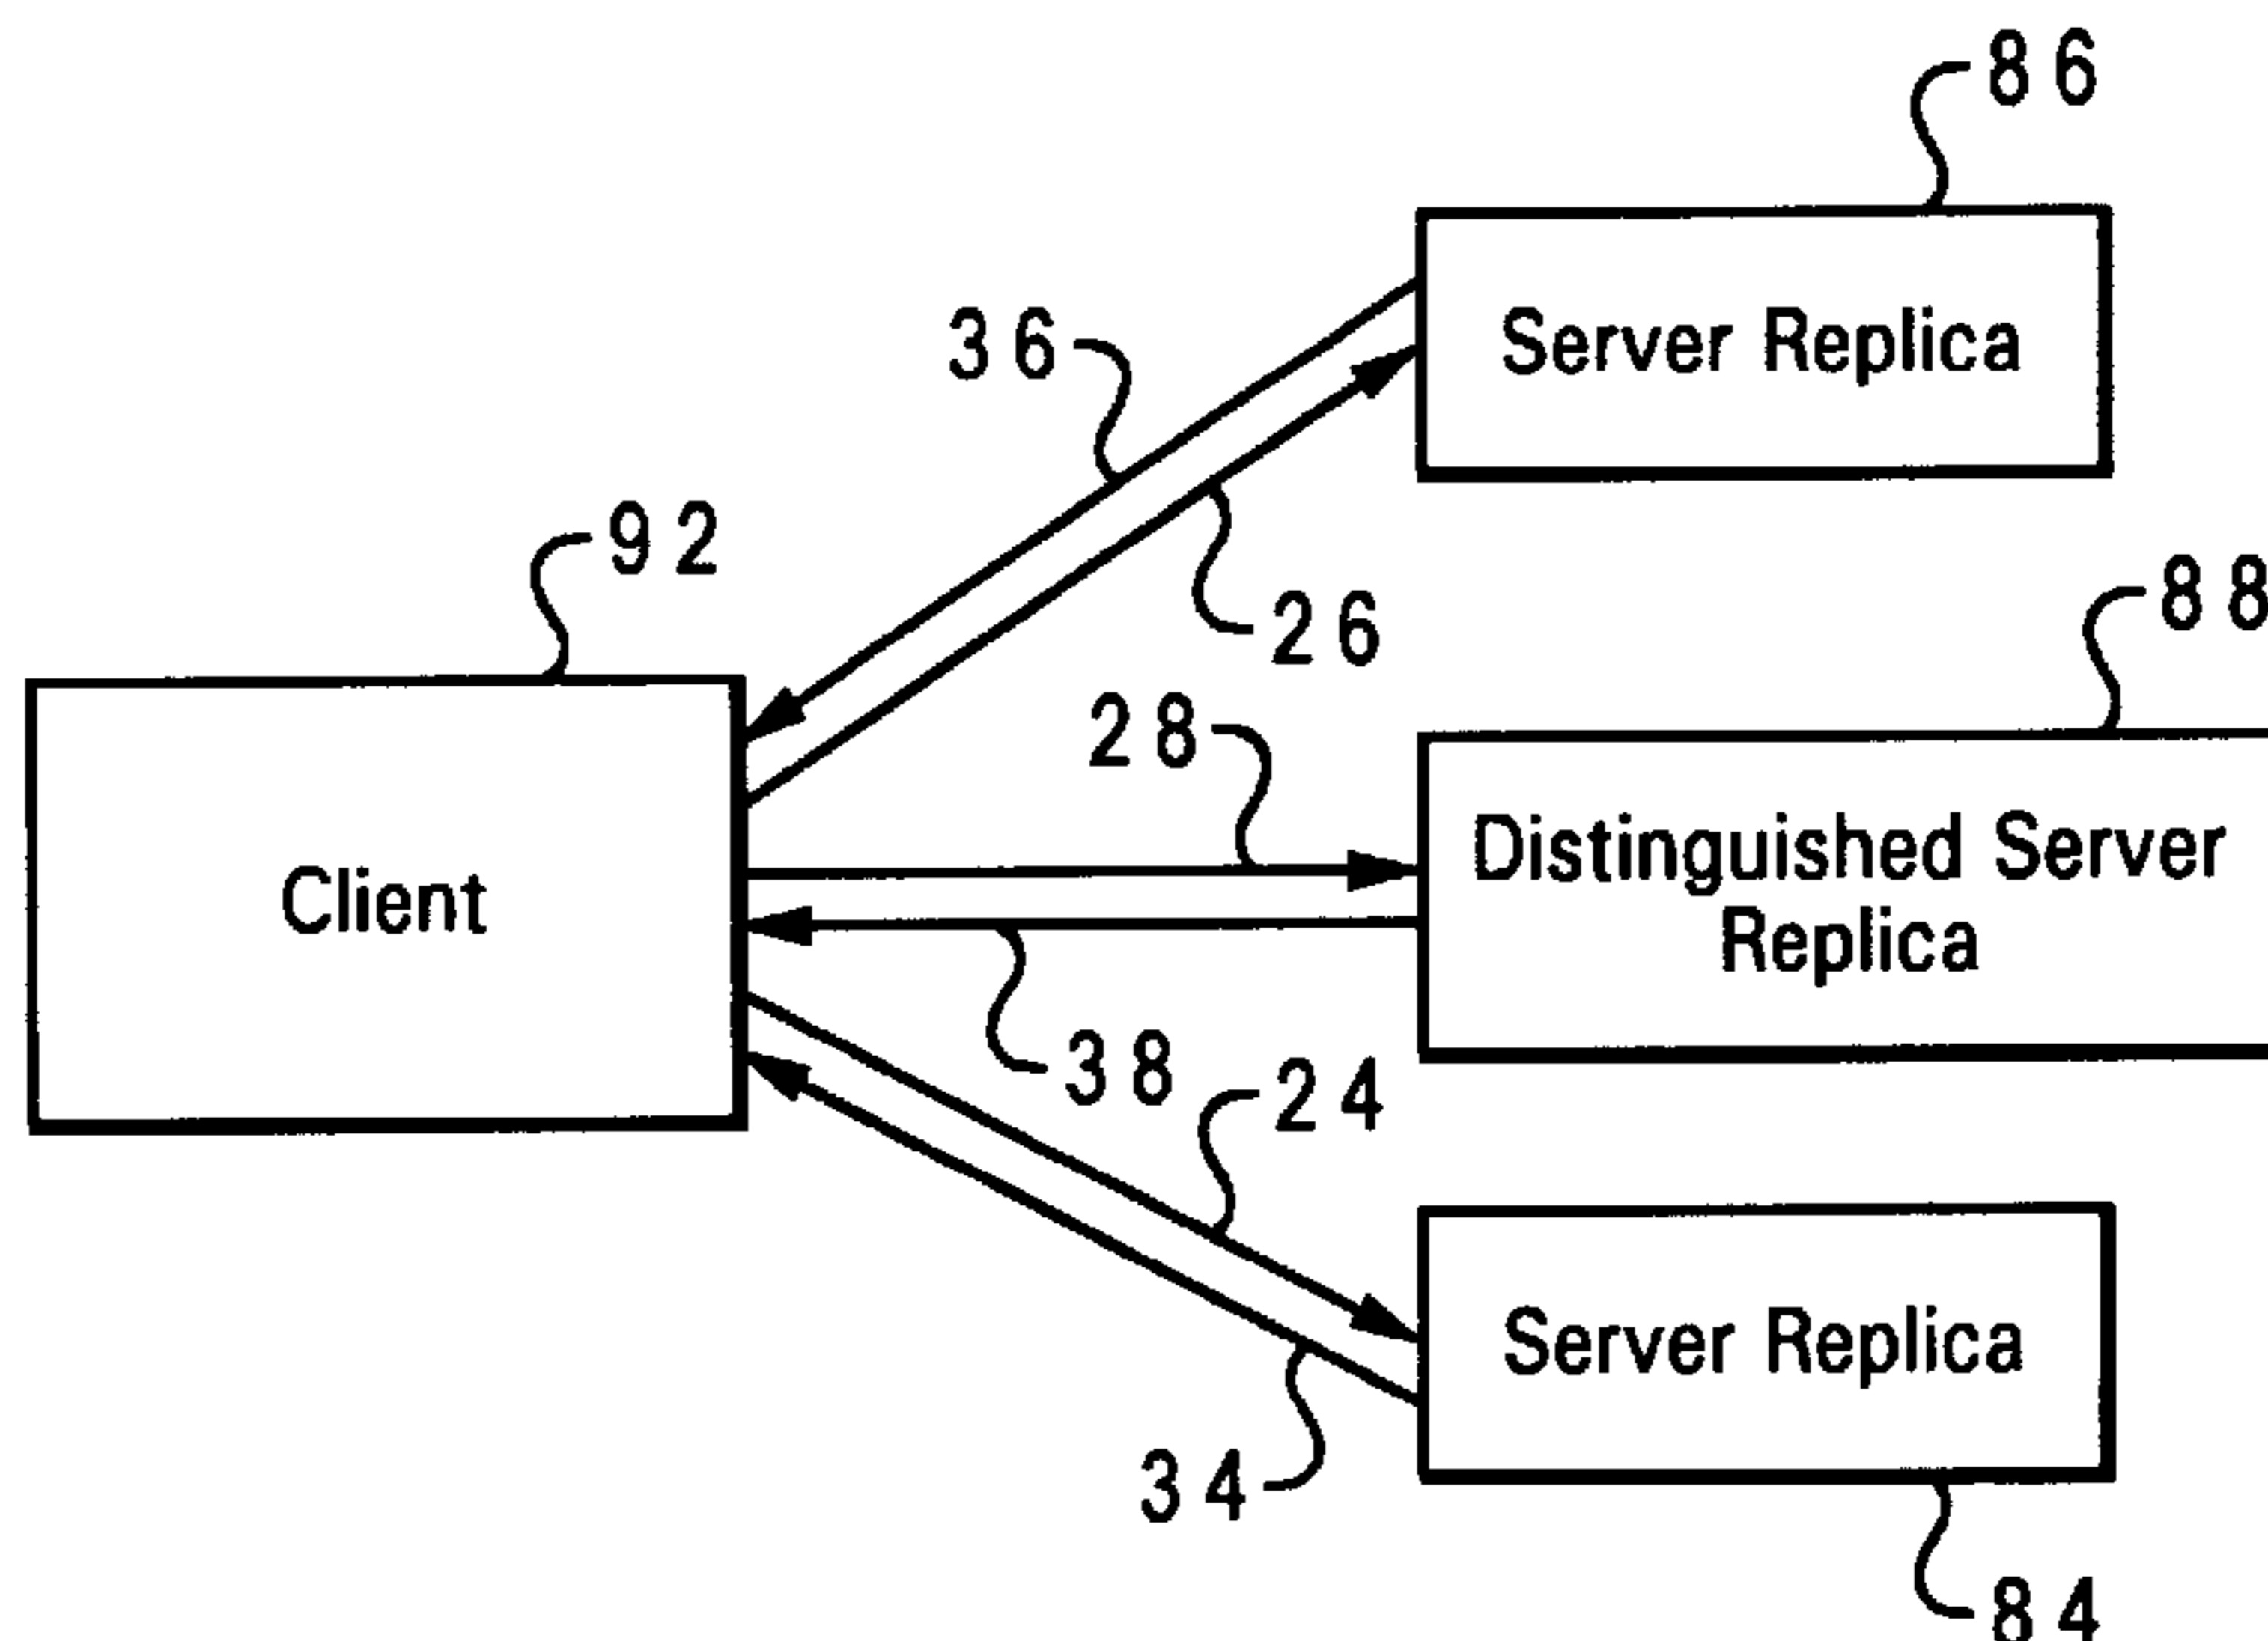 86
Server Replica
36
92
26
88
28
Distinguished Server
Replica
Client
38
24
Server Replica
34
84